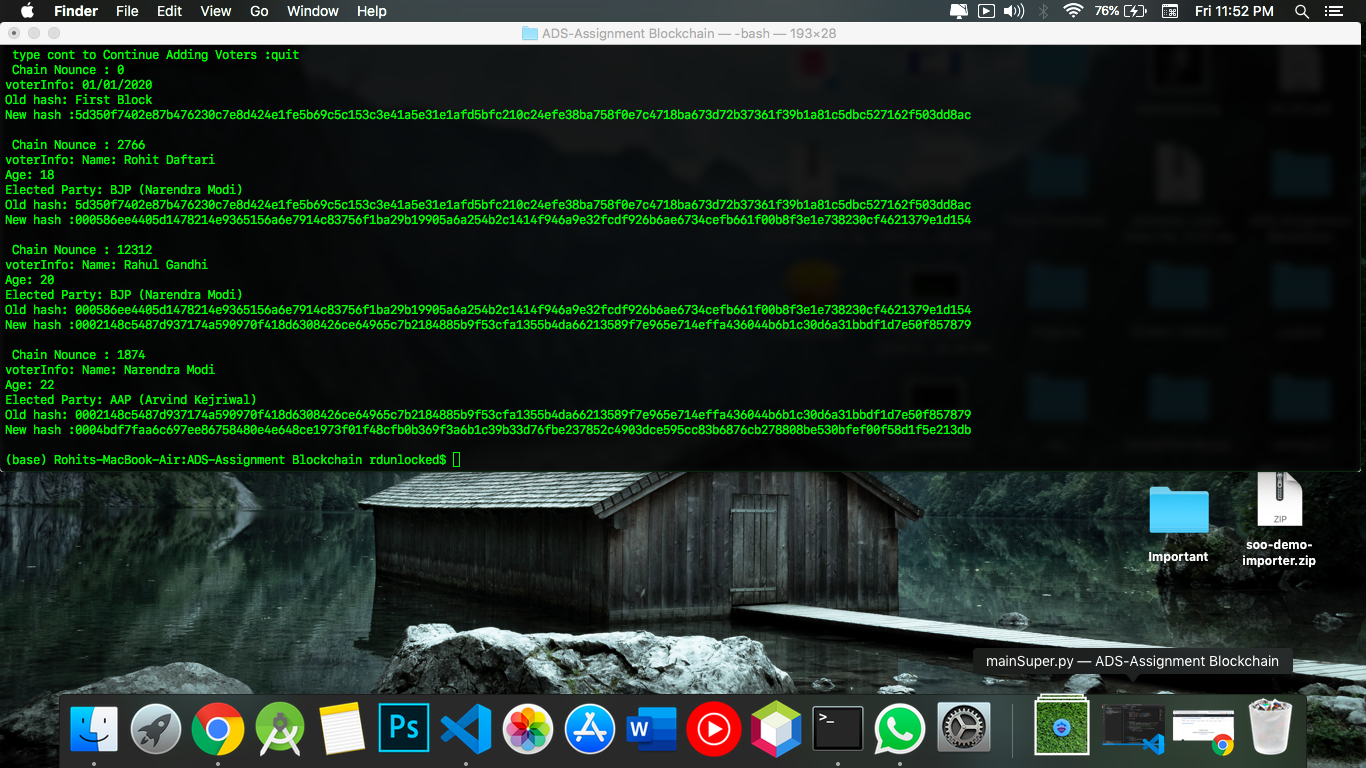 Finder File Edit View Go Window Help 76% Fri 11:52 PM
ADS-Assignment Blockchain — -bash — 193×28
type cont to Continue Adding Voters :quit
Chain Nounce : 0
voterInfo: 01/01/2020
Old hash: First Block
New hash :5d350f7402e87b476230c7e8d424e1fe5b69c5c153c3e41a5e31e1afd5bfc210c24efe38ba758f0e7c4718ba673d72b37361f39b1a81c5dbc527162f503dd8ac
Chain Nounce : 2766
voterInfo: Name: Rohit Daftari
Age: 18
Elected Party: BJP (Narendra Modi)
Old hash: 5d350f7402e87b476230c7e8d424e1fe5b69c5c153c3e41a5e31e1afd5bfc210c24efe38ba758f0e7c4718ba673d72b37361f39b1a81c5dbc527162f503dd8ac
New hash :000586ee4405d1478214e9365156a6e7914c83756f1ba29b19905a6a254b2c1414f946a9e32fcdf926b6ae6734cefb661f00b8f3e1e738230cf4621379e1d154
Chain Nounce : 12312
voterInfo: Name: Rahul Gandhi
Age: 20
Elected Party: BJP (Narendra Modi)
Old hash: 000586ee4405d1478214e9365156a6e7914c83756f1ba29b19905a6a254b2c1414f946a9e32fcdf926b6ae6734cefb661f00b8f3e1e738230cf4621379e1d154
New hash :0002148c5487d937174a590970f418d6308426ce64965c7b2184885b9f53cfa1355b4da66213589f7e965e714effa436044b6b1c30d6a31bbdf1d7e50f857879
Chain Nounce : 1874
voterInfo: Name: Narendra Modi
Age: 22
Elected Party: AAP (Arvind Kejriwal)
Old hash: 0002148c5487d937174a590970f418d6308426ce64965c7b2184885b9f53cfa1355b4da66213589f7e965e714effa436044b6b1c30d6a31bbdf1d7e50f857879
New hash :0004bdf7faa6c697ee86758480e4e648ce1973f01f48cfb0b369f3a6b1c39b33d76fbe237852c4903dce595cc83b6876cb278808be530bfef00f58d1f5e213db
(base) Rohits-MacBook-Air:ADS-Assignment Blockchain rdunlocked$
ZIP
Important
soo-demo-
importer.zip
mainSuper.py — ADS-Assignment Blockchain
Ps
W
>_